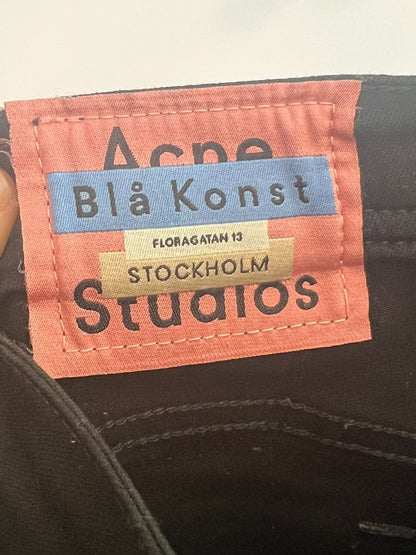 Acne
Blå Konst
FLORAGATAN 13
STOCKHOLM
Studios